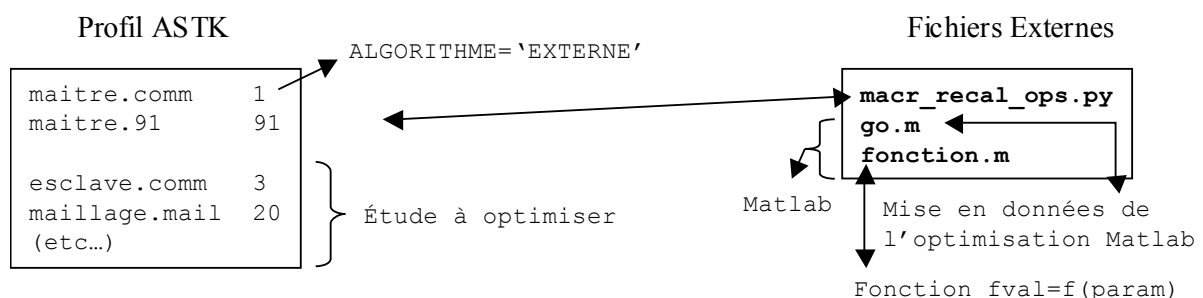 Profil ASTK
Fichiers Externes
ALGORITHME=‘EXTERNE’
maitre.comm 1
maitre.91 91
esclave.comm 3
maillage.mail 20
(etc…)
Étude à optimiser
macr_recal_ops.py
go.m
fonction.m
Matlab
Mise en données de
l’optimisation Matlab
Fonction fval=f(param)